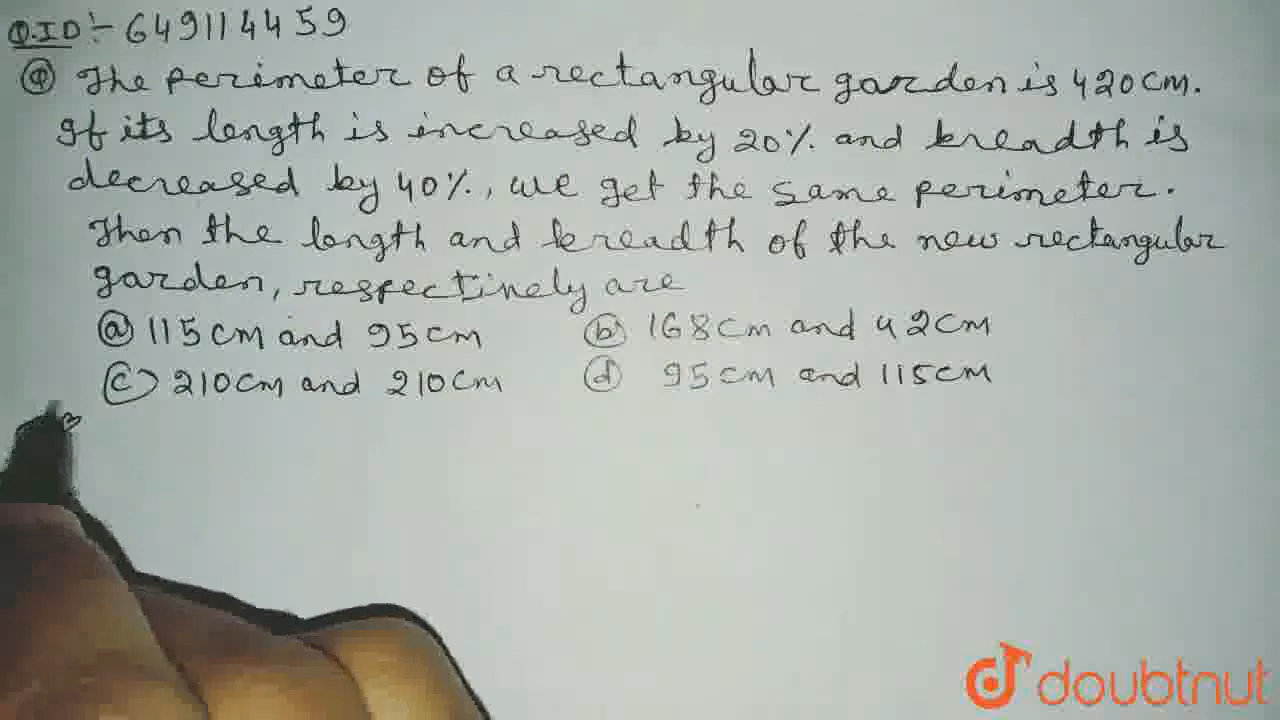 Q.ID :- 649114459
Q The perimeter of a rectangular garden is 420cm.
If its length is increased by 20% and breadth is
decreased by 40%, we get the same perimeter.
Then the length and breadth of the new rectangular
garden, respectively are
(a) 115cm and 95cm (b) 168cm and 42cm
(c) 210cm and 210cm (d) 95cm and 115cm
doubtnut